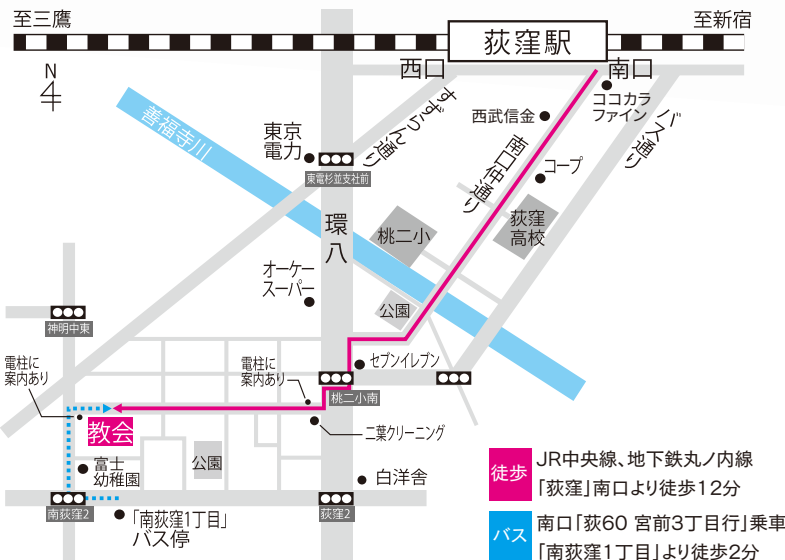 至三鷹
荻窪駅
至新宿
西口
南口
N
ココカラ
ファイン
西武信金
すずらん通り
バス通り
善福寺川
東京
電力
東電杉並支社前
南口仲通り
コープ
荻窪
高校
環八
桃二小
オーケー
スーパー
公園
神明中東
電柱に
案内あり
電柱に
案内あり
セブンイレブン
桃二小南
教会
二葉クリーニング
富士
幼稚園
公園
白洋舎
南荻窪2
荻窪2
「南荻窪1丁目」
バス停
徒歩
JR中央線、地下鉄丸ノ内線
「荻窪」南口より徒歩12分
バス
南口「荻60 宮前3丁目行」乗車
「南荻窪1丁目」より徒歩2分